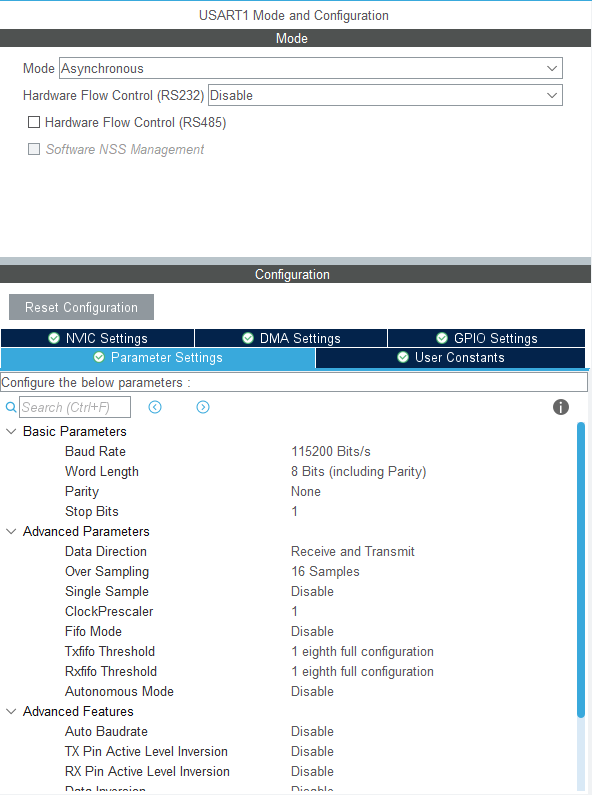 USART1 Mode and Configuration
Mode
Mode Asynchronous
Hardware Flow Control (RS232) Disable
Hardware Flow Control (RS485)
Software NSS Management
Configuration
Reset Configuration
NVIC Settings DMA Settings GPIO Settings
Parameter Settings User Constants
Configure the below parameters :
Search (Ctrl+F)
Basic Parameters
Baud Rate 115200 Bits/s
Word Length 8 Bits (including Parity)
Parity None
Stop Bits 1
Advanced Parameters
Data Direction Receive and Transmit
Over Sampling 16 Samples
Single Sample Disable
ClockPrescaler 1
Fifo Mode Disable
Txfifo Threshold 1 eighth full configuration
Rxfifo Threshold 1 eighth full configuration
Autonomous Mode Disable
Advanced Features
Auto Baudrate Disable
TX Pin Active Level Inversion Disable
RX Pin Active Level Inversion Disable
Data Inversion Disable